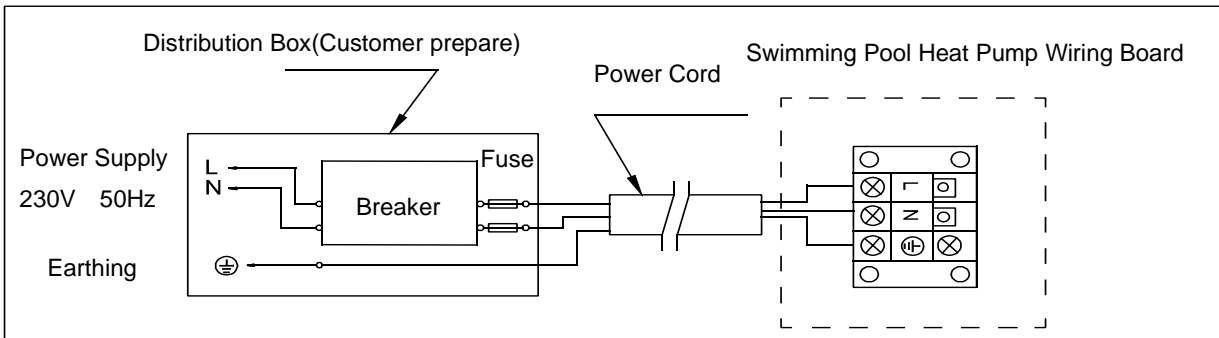 Distribution Box(Customer prepare)
Swimming Pool Heat Pump Wiring Board
Power Cord
Power Supply
230V 50Hz
Earthing
L
N
Fuse
Breaker
L
N